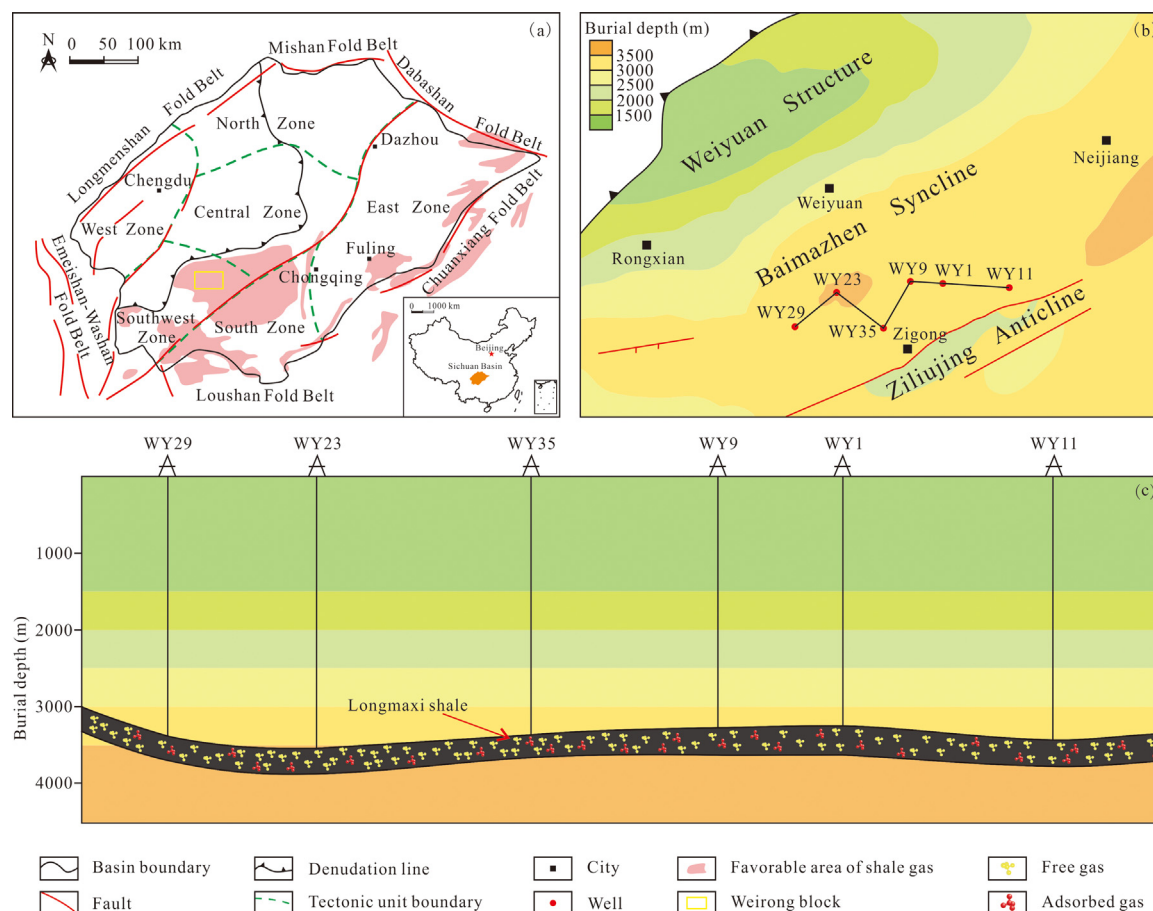 (a)
N
0 50 100 km
Mishan Fold Belt
Dabashan
Fold Belt
Longmenshan Fold Belt
North Zone
Dazhou
Chengdu
Central Zone
East Zone
West Zone
Fuling
Chongqing
Chuanxiang Fold Belt
Emeishan-Washan
Fold Belt
Southwest
Zone
South Zone
Loushan Fold Belt
0 1000 km
Beijing
Sichuan Basin
Burial depth (m)
(b)
3500
3000
2500
2000
1500
Weiyuan Structure
Neijiang
Weiyuan
Baimazhen Syncline
Rongxian
WY23
WY9
WY1
WY11
WY29
WY35
Zigong
Ziliujing Anticline
WY29
WY23
WY35
WY9
WY1
WY11
(c)
1000
2000
3000
4000
Burial depth (m)
Longmaxi shale
Basin boundary
Denudation line
City
Favorable area of shale gas
Free gas
Fault
Tectonic unit boundary
Well
Weirong block
Adsorbed gas